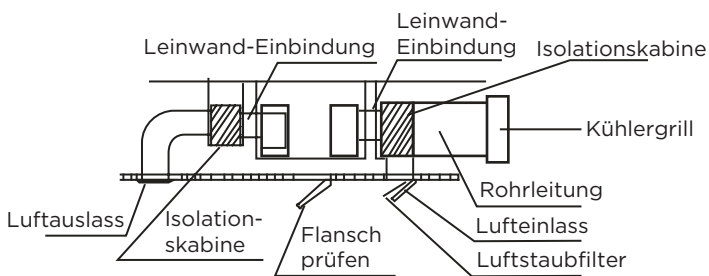 Leinwand-Einbindung
Leinwand-
Einbindung
Isolationskabine
Kühlergrill
Rohrleitung
Luftauslass
Isolation-
skabine
Flansch
prüfen
Lufteinlass
Luftstaubfilter